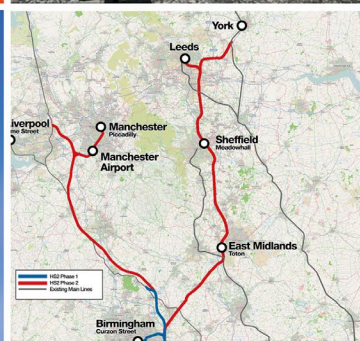 York
Leeds
iverpool
me Street
Manchester
Piccadilly
Manchester
Airport
Sheffield
Meadowhall
East Midlands
Toton
HS2 Phase 1
HS2 Phase 2
Existing Main Lines
Birmingham
Curzon Street